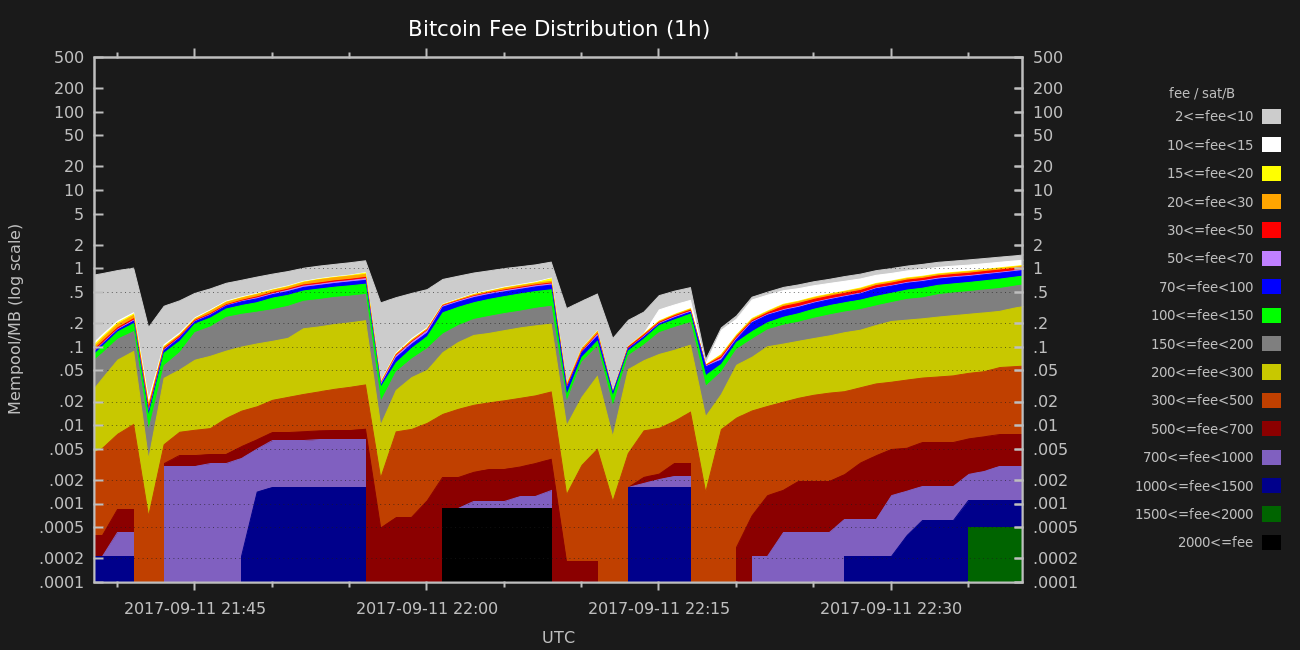 Bitcoin Fee Distribution (1h)
500
200
100
50
20
10
5
2
1
.5
.2
.1
.05
.02
.01
.005
.002
.001
.0005
.0002
.0001
Mempool/MB (log scale)
500
200
100
50
20
10
5
2
1
.5
.2
.1
.05
.02
.01
.005
.002
.001
.0005
.0002
.0001
2017-09-11 21:45
2017-09-11 22:00
2017-09-11 22:15
2017-09-11 22:30
UTC
fee / sat/B
2<=fee<10
10<=fee<15
15<=fee<20
20<=fee<30
30<=fee<50
50<=fee<70
70<=fee<100
100<=fee<150
150<=fee<200
200<=fee<300
300<=fee<500
500<=fee<700
700<=fee<1000
1000<=fee<1500
1500<=fee<2000
2000<=fee